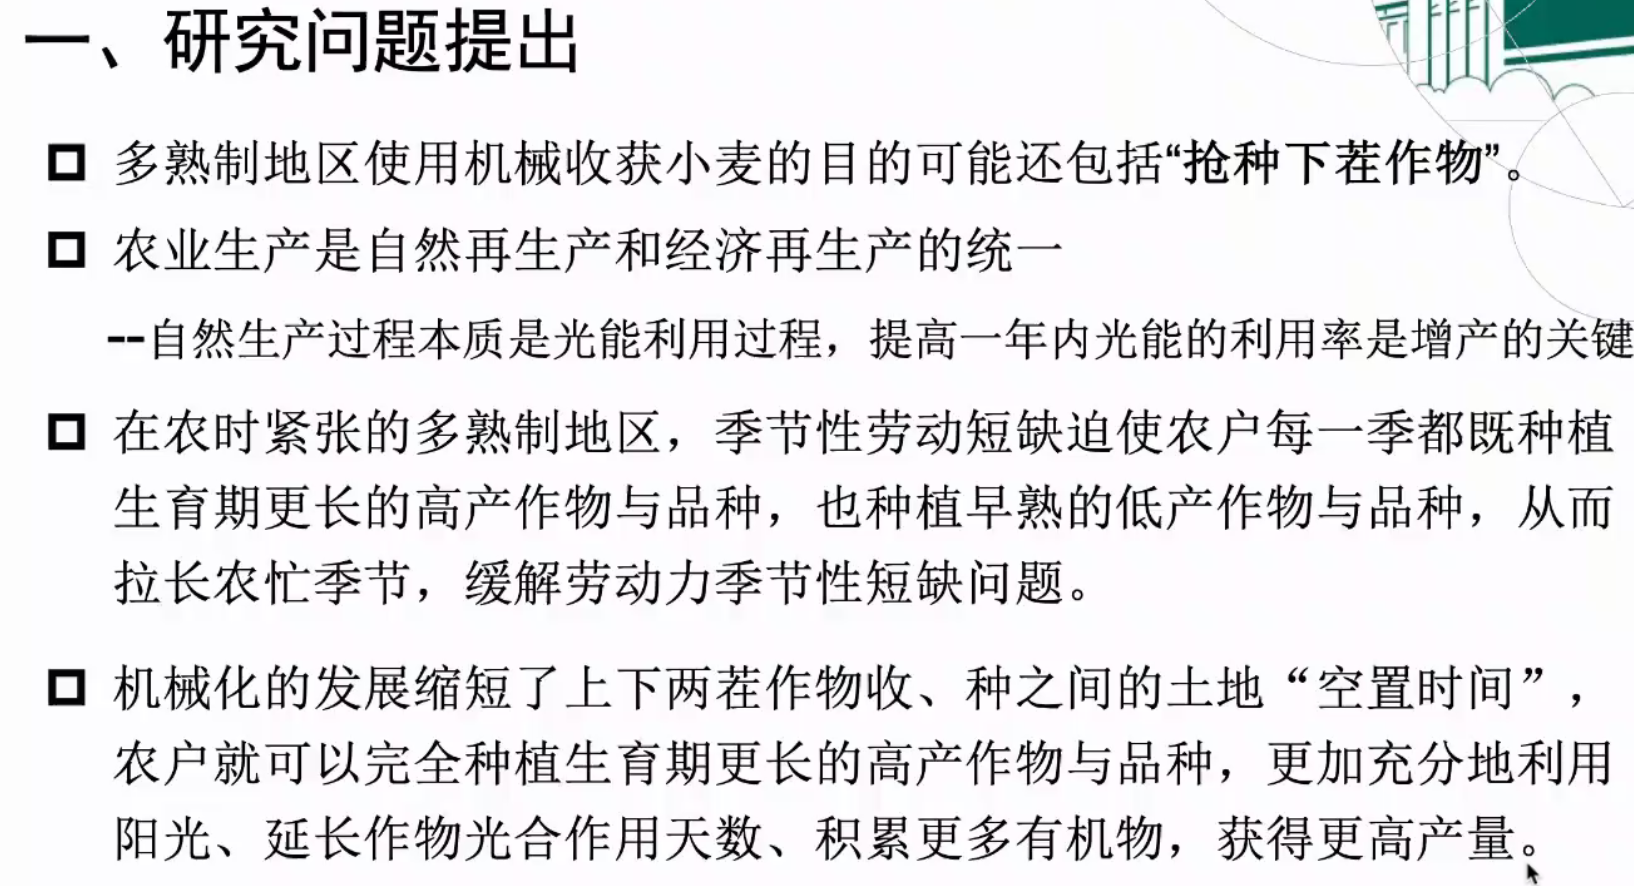 一、研究问题提出
多熟制地区使用机械收获小麦的目的可能还包括“抢种下茬作物”。
农业生产是自然再生产和经济再生产的统一
--自然生产过程本质是光能利用过程，提高一年内光能的利用率是增产的关键
在农时紧张的多熟制地区，季节性劳动短缺迫使农户每一季都既种植
生育期更长的高产作物与品种，也种植早熟的低产作物与品种，从而
拉长农忙季节，缓解劳动力季节性短缺问题。
机械化的发展缩短了上下两茬作物收、种之间的土地“空置时间”，
农户就可以完全种植生育期更长的高产作物与品种，更加充分地利用
阳光、延长作物光合作用天数、积累更多有机物，获得更高产量。